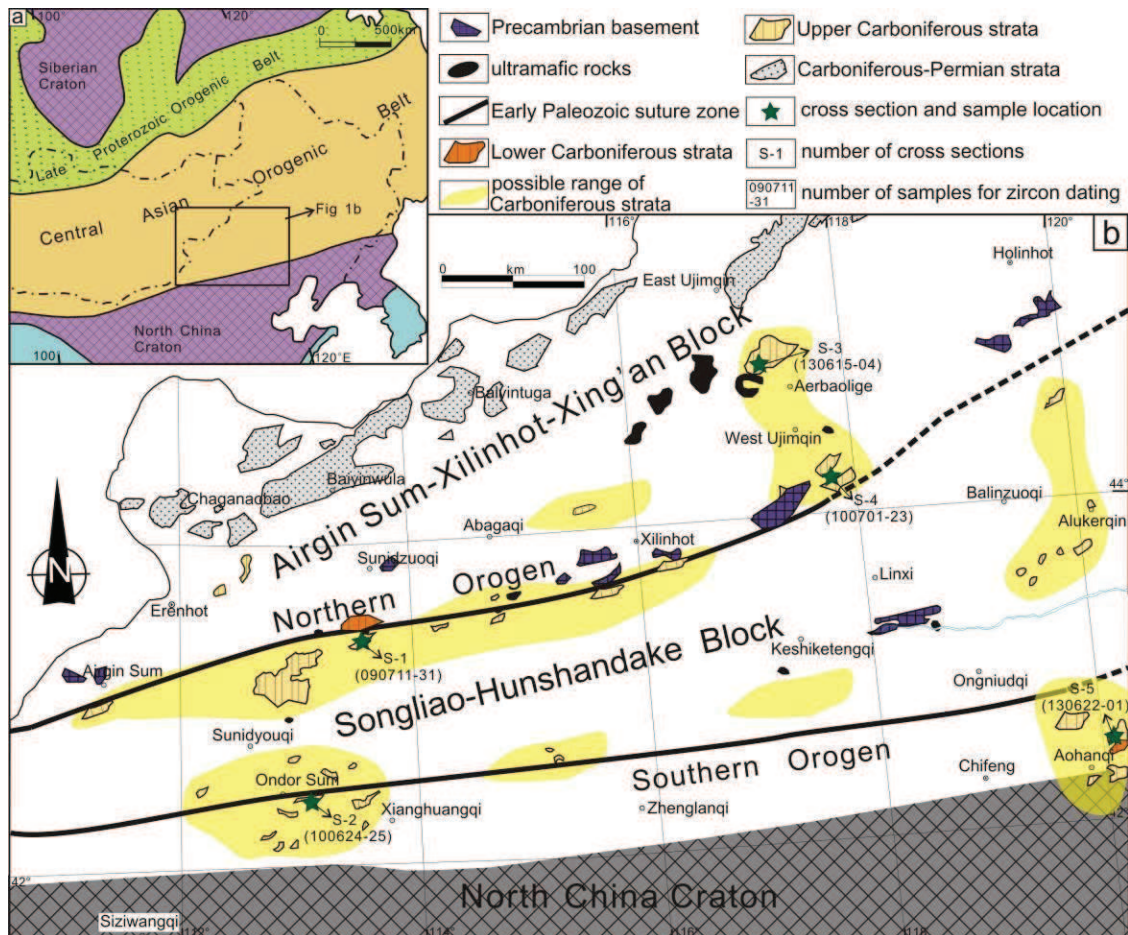 a
100
120
0 500km
Siberian
Craton
Late Proterozoic Orogenic Belt
Central Asian Orogenic Belt
Fig 1b
North China
Craton
100
120°E
Precambrian basement
ultramafic rocks
Early Paleozoic suture zone
Lower Carboniferous strata
possible range of
Carboniferous strata
Upper Carboniferous strata
Carboniferous-Permian strata
cross section and sample location
S-1
number of cross sections
090711
-31
number of samples for zircon dating
b
116°
118°
120°
0 km 100
Holinhot
East Ujimqin
S-3
(130615-04)
Aerbaolige
Baiyintuga
West Ujimqin
Airgin Sum-Xilinhot-Xing'an Block
Baiyinwula
Chaganaobao
S-4
(100701-23)
44°
Balinzuoqi
Alukerqin
Abagaqi
Xilinhot
Sunidzuoqi
N
Northern Orogen
Linxi
Erenhot
Keshiketengqi
S-1
(090711-31)
Airgin Sum
Songliao-Hunshandake Block
Ongniudqi
S-5
(130622-01)
Sunidyouqi
Ondor Sum
Southern Orogen
Chifeng
Aohanqi
S-2
(100624-25)
Xianghuangqi
Zhenglanqi
42
42°
North China Craton
Siziwangqi
112°
114°
116°
118°